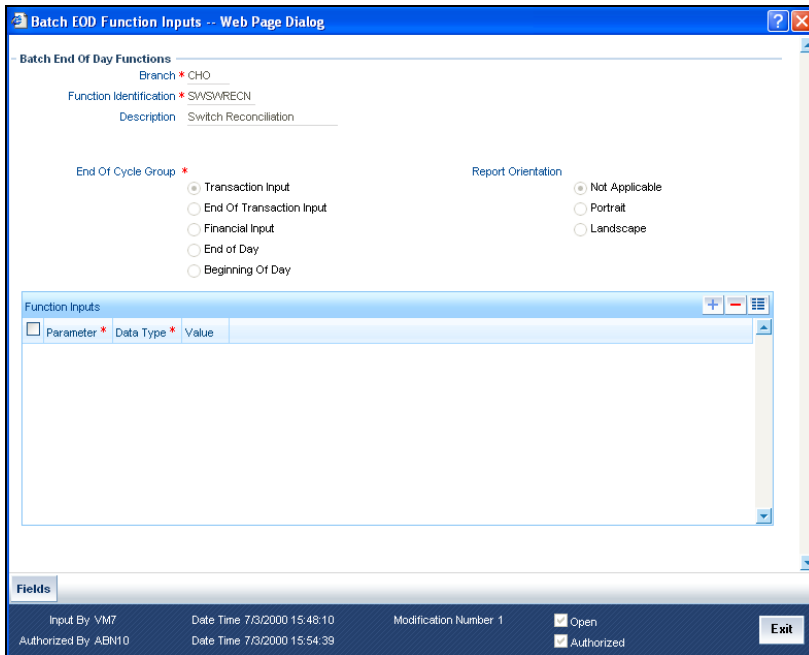 Batch EOD Function Inputs -- Web Page Dialog
Batch End Of Day Functions
Branch * CHO
Function Identification * SWSWRECN
Description Switch Reconciliation
End Of Cycle Group * Report Orientation
Transaction Input Not Applicable
End Of Transaction Input Portrait
Financial Input Landscape
End of Day
Beginning Of Day
Function Inputs
Parameter * Data Type * Value
Fields
Input By VM7 Date Time 7/3/2000 15:48:10 Modification Number 1 Open
Authorized By ABN10 Date Time 7/3/2000 15:54:39 Authorized
Exit